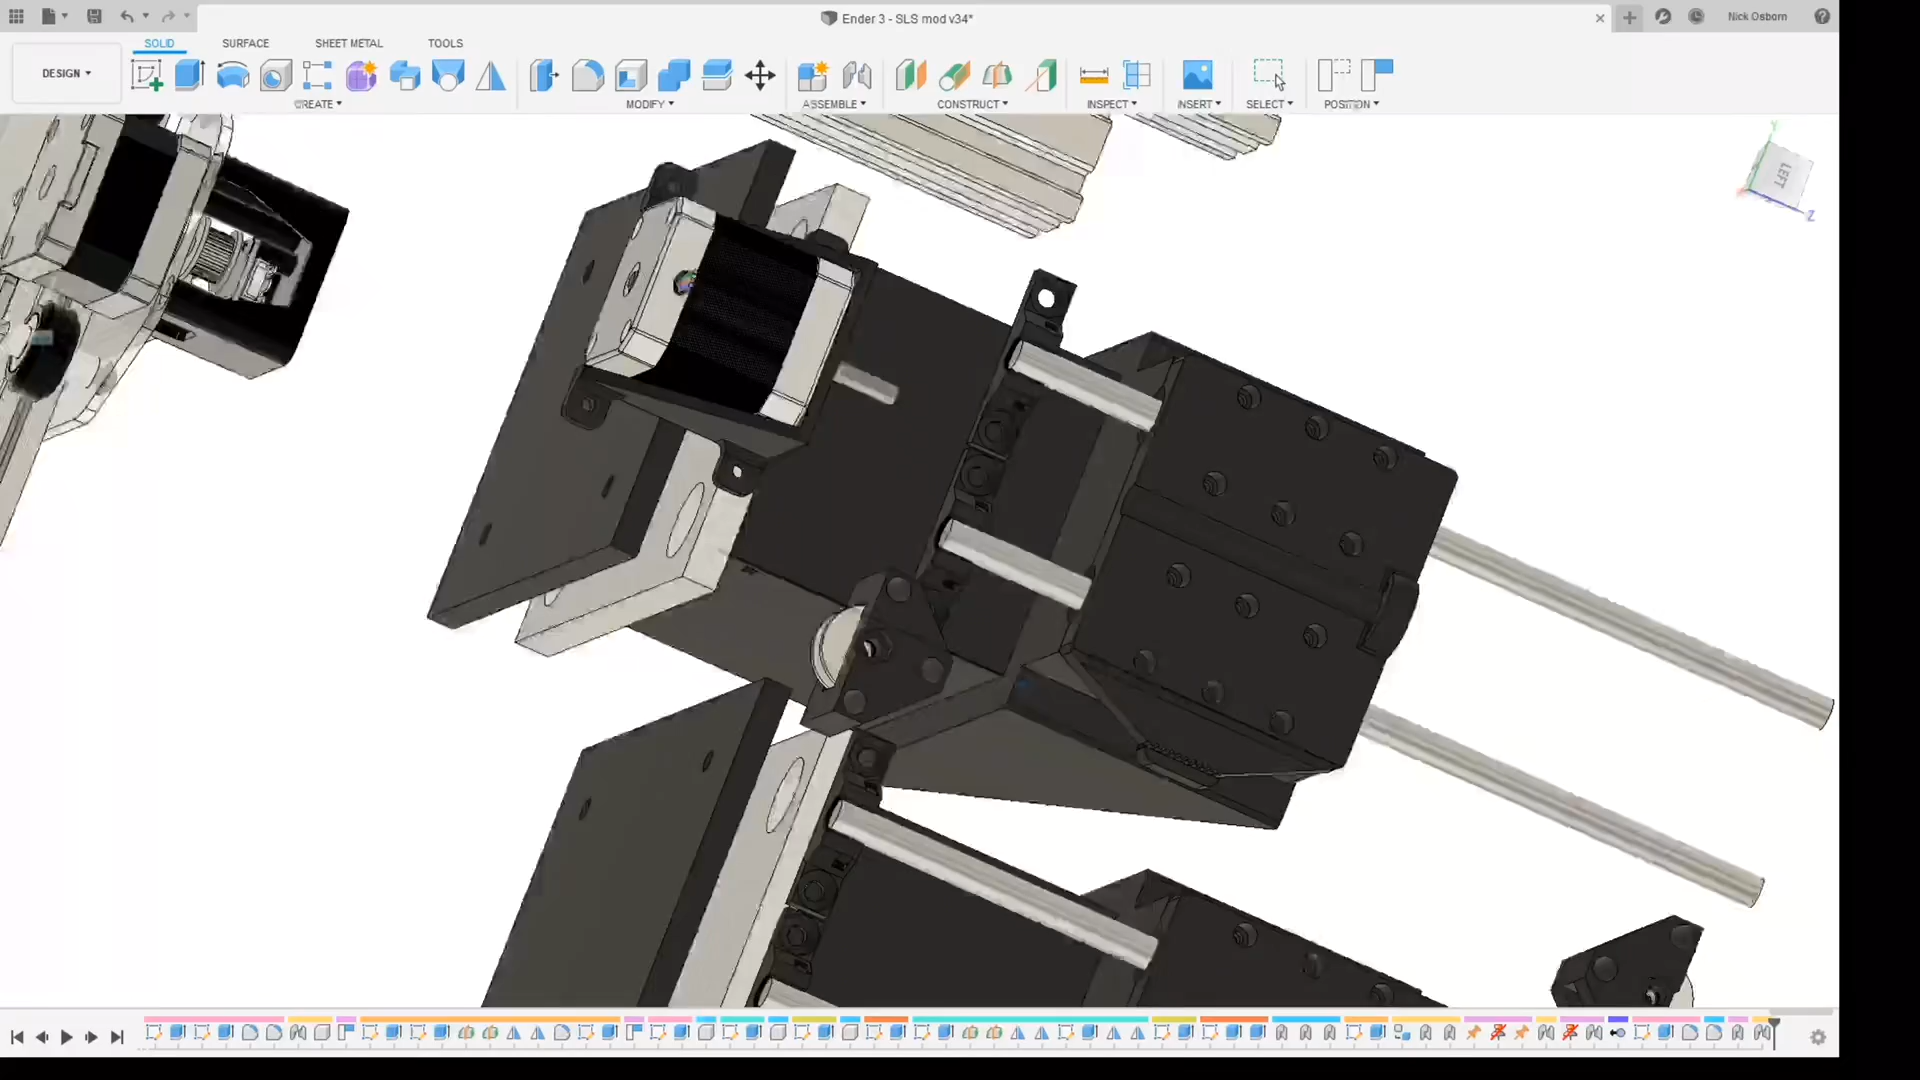 Ender 3 - SLS mod v34*
Nick Osborn
SOLID
SURFACE
SHEET METAL
TOOLS
DESIGN
CREATE
MODIFY
ASSEMBLE
CONSTRUCT
INSPECT
INSERT
SELECT
POSITION
Y
LEFT
Z